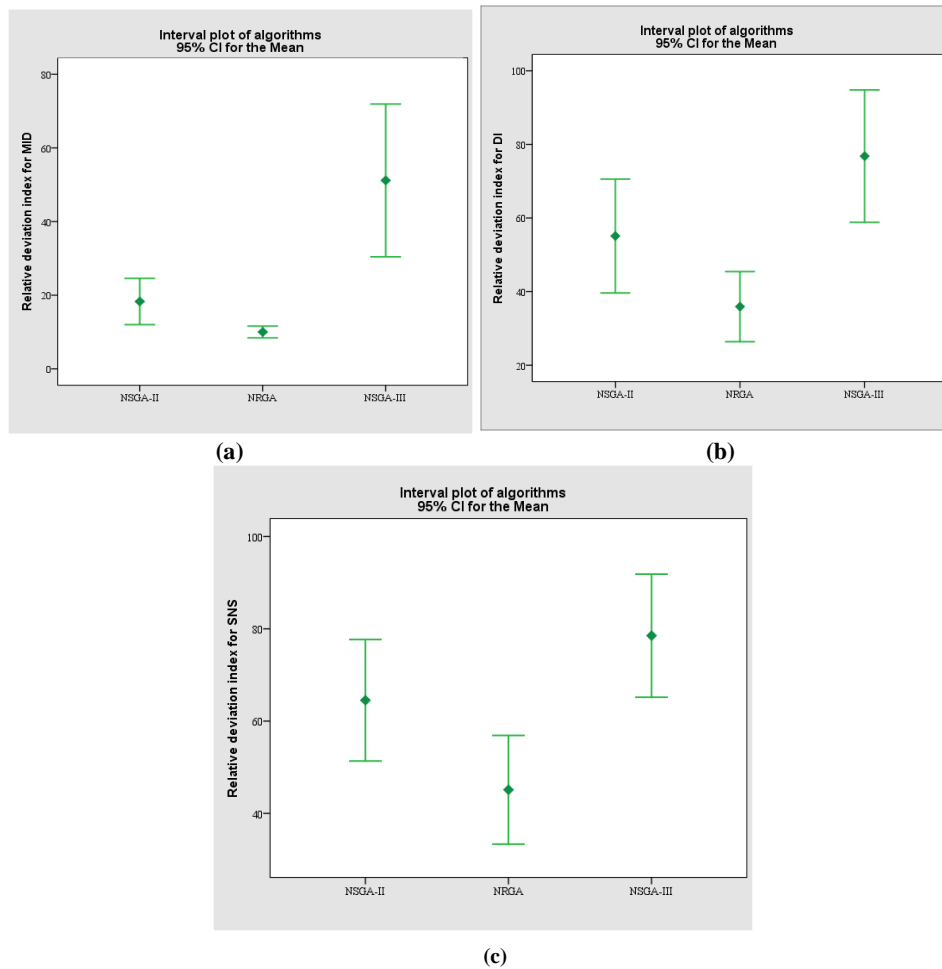 Interval plot of algorithms
95% CI for the Mean
Relative deviation index for MID
80
60
40
20
0
NSGA-II
NRGA
NSGA-III
(a)
Interval plot of algorithms
95% CI for the Mean
Relative deviation index for DI
100
80
60
40
20
NSGA-II
NRGA
NSGA-III
(b)
Interval plot of algorithms
95% CI for the Mean
Relative deviation index for SNS
100
80
60
40
NSGA-II
NRGA
NSGA-III
(c)